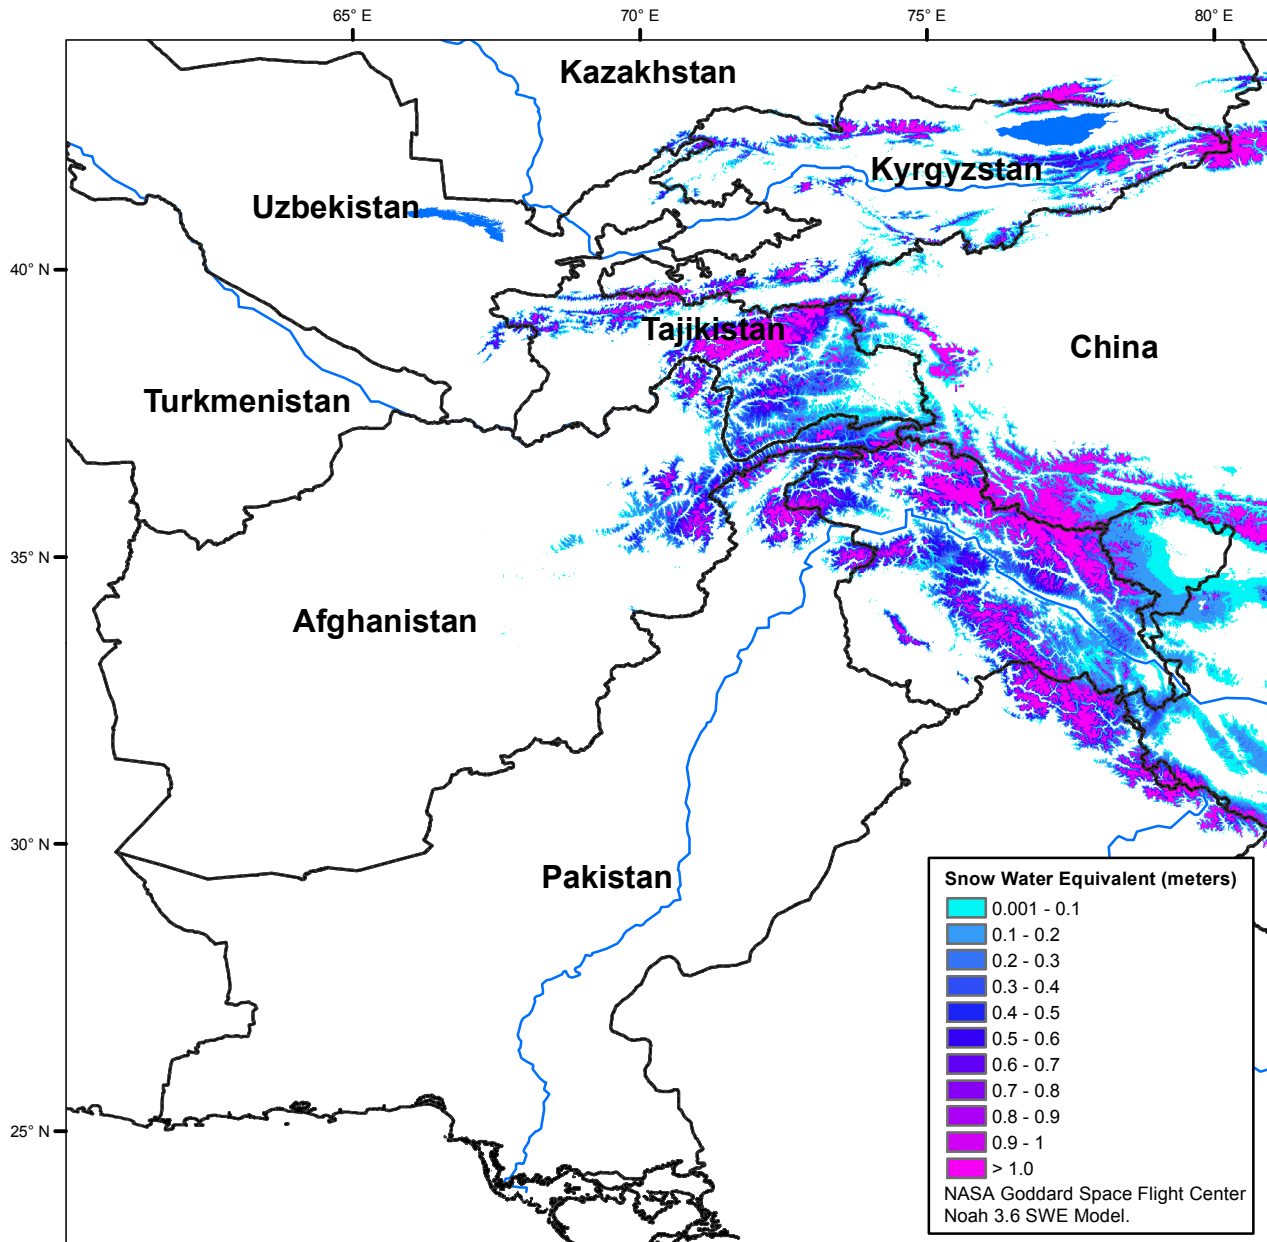 65° E
70° E
75° E
80° E
Kazakhstan
Kyrgyzstan
Uzbekistan
40° N
Tajikistan
China
Turkmenistan
35° N
Afghanistan
30° N
Pakistan
25° N
Snow Water Equivalent (meters)
0.001 - 0.1
0.1 - 0.2
0.2 - 0.3
0.3 - 0.4
0.4 - 0.5
0.5 - 0.6
0.6 - 0.7
0.7 - 0.8
0.8 - 0.9
0.9 - 1
> 1.0
NASA Goddard Space Flight Center
Noah 3.6 SWE Model.